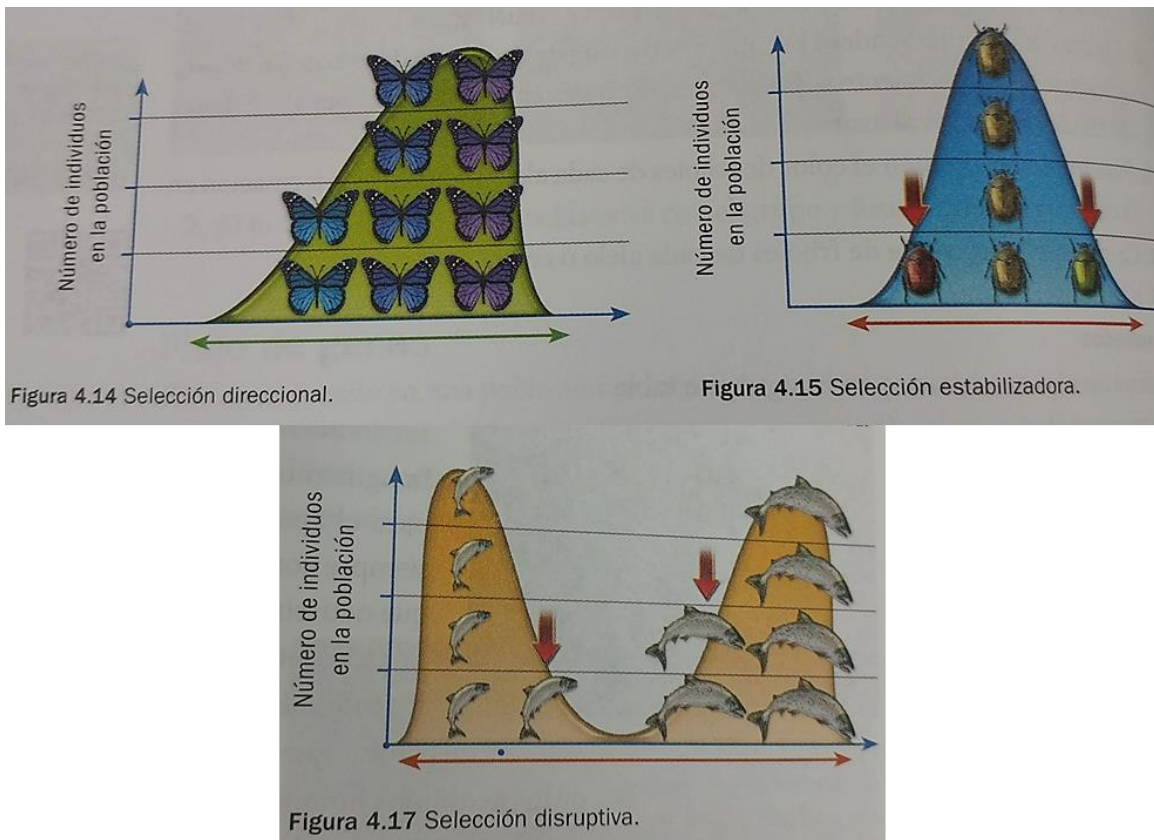 Número de individuos
en la población
Figura 4.14 Selección direccional.
Número de individuos
en la población
Figura 4.15 Selección estabilizadora.
Número de individuos
en la población
Figura 4.17 Selección disruptiva.